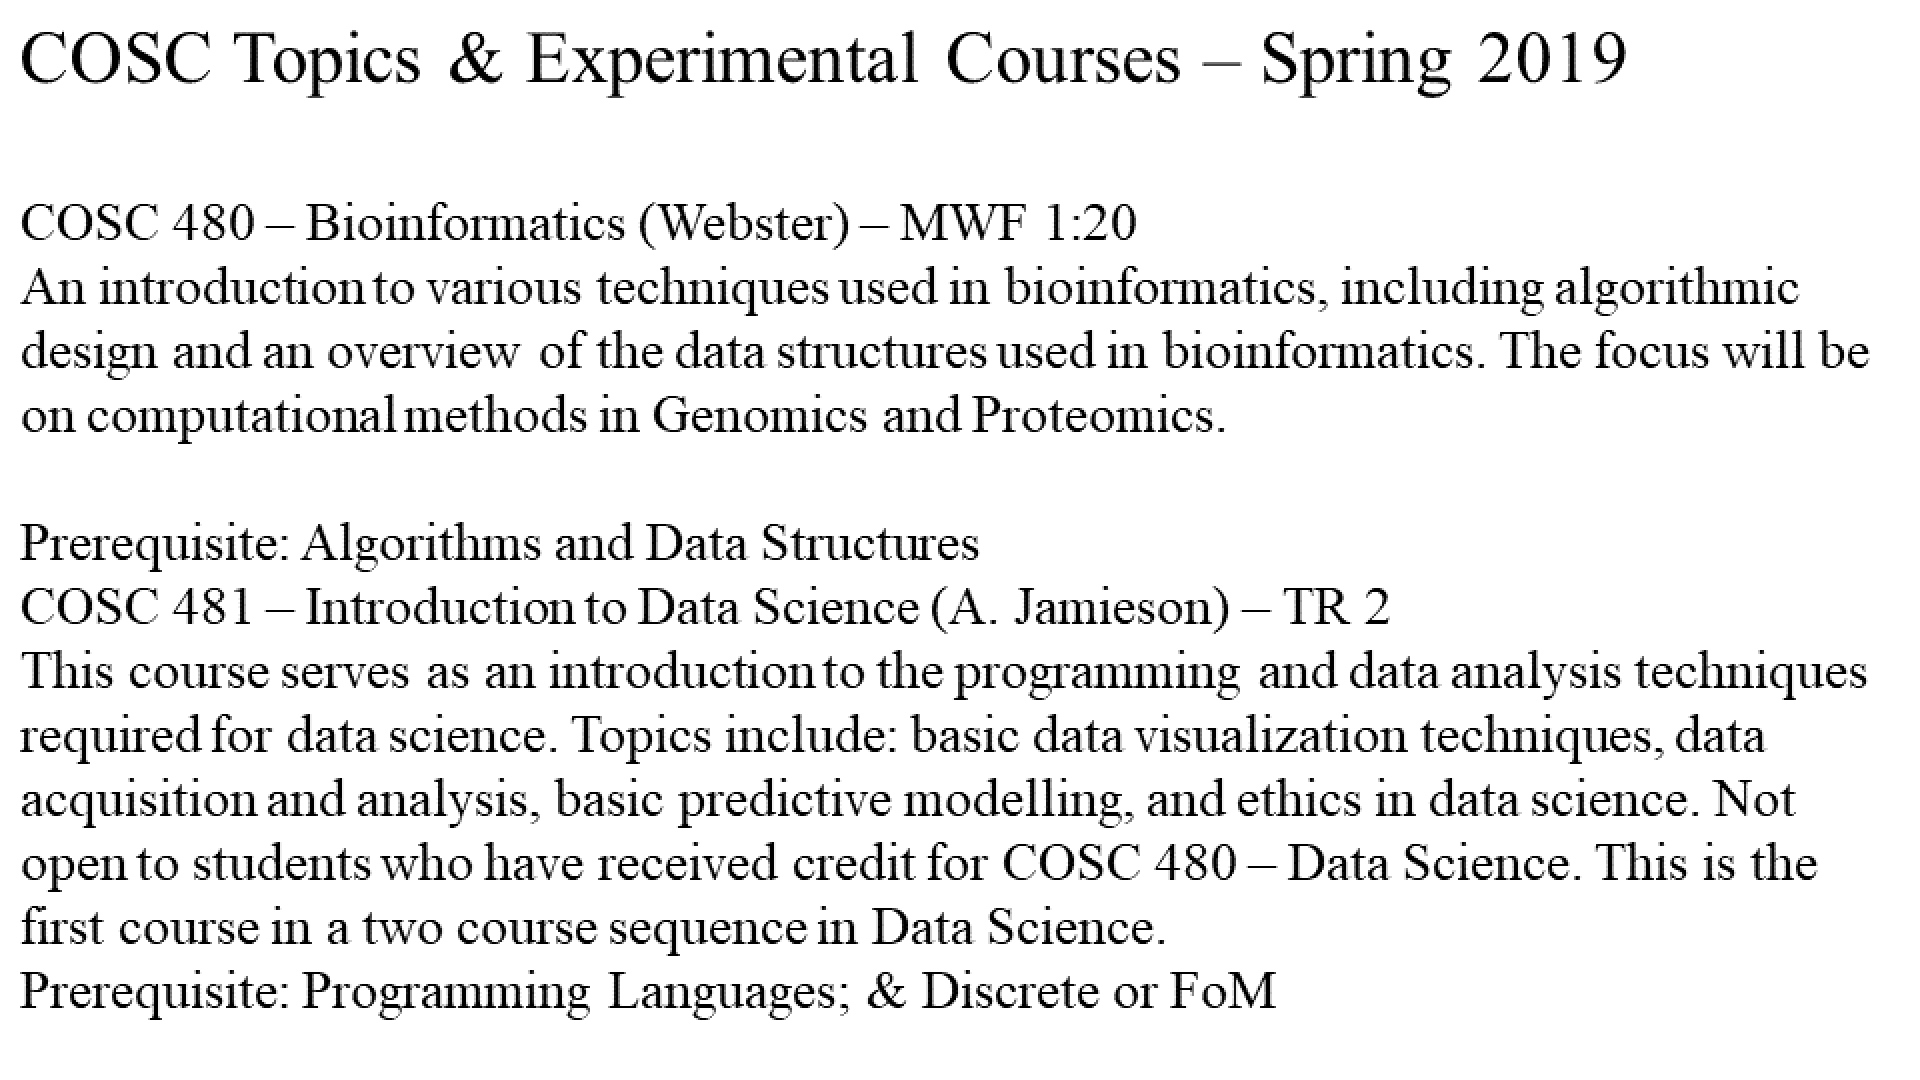 COSC Topics & Experimental Courses – Spring 2019
COSC 480 – Bioinformatics (Webster) – MWF 1:20
An introduction to various techniques used in bioinformatics, including algorithmic
design and an overview of the data structures used in bioinformatics. The focus will be
on computational methods in Genomics and Proteomics.
Prerequisite: Algorithms and Data Structures
COSC 481 – Introduction to Data Science (A. Jamieson) – TR 2
This course serves as an introduction to the programming and data analysis techniques
required for data science. Topics include: basic data visualization techniques, data
acquisition and analysis, basic predictive modelling, and ethics in data science. Not
open to students who have received credit for COSC 480 – Data Science. This is the
first course in a two course sequence in Data Science.
Prerequisite: Programming Languages; & Discrete or FoM